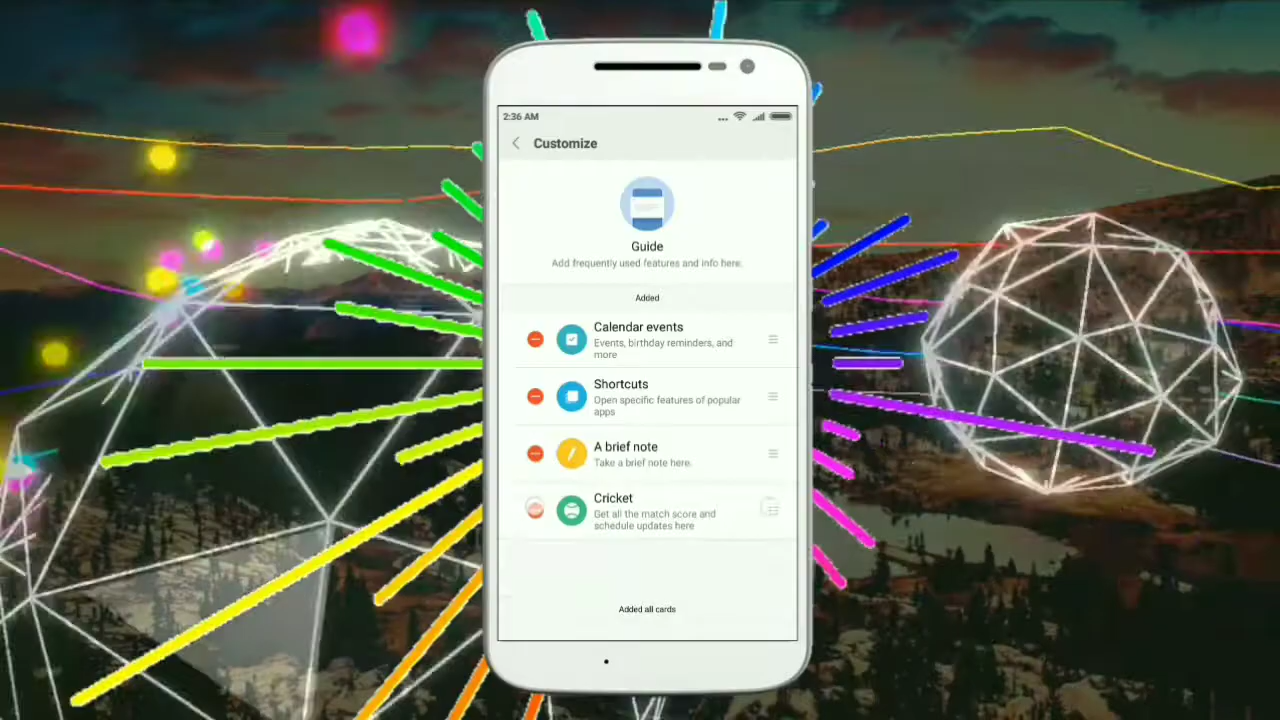 2:36 AM
Customize
Guide
Add frequently used features and info here.
Added
Calendar events
Events, birthday reminders, and
more
Shortcuts
Open specific features of popular
apps
A brief note
Take a brief note here.
Cricket
Get all the match score and
schedule updates here
Added all cards